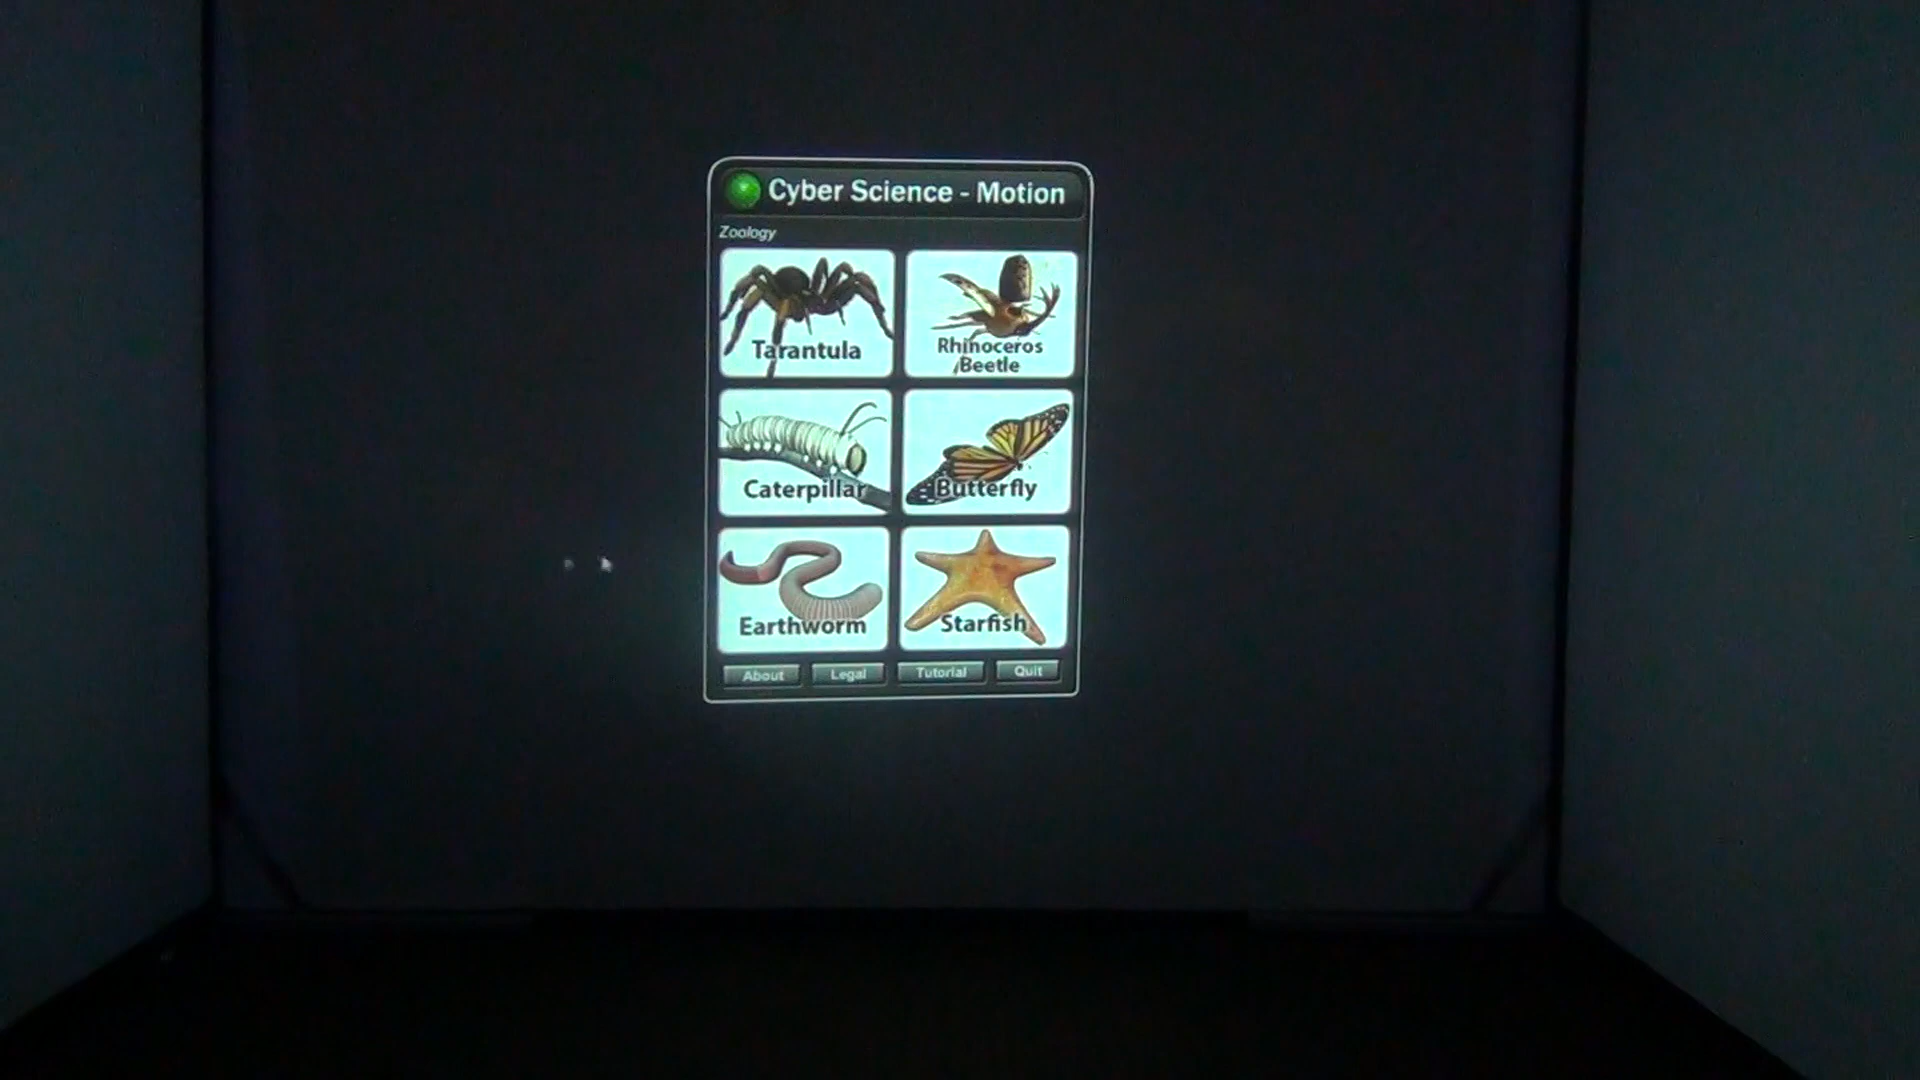 Cyber Science - Motion
Zoology
Tarantula
Rhinoceros
Beetle
Caterpillar
Butterfly
Earthworm
Starfish
About
Legal
Tutorial
Quit